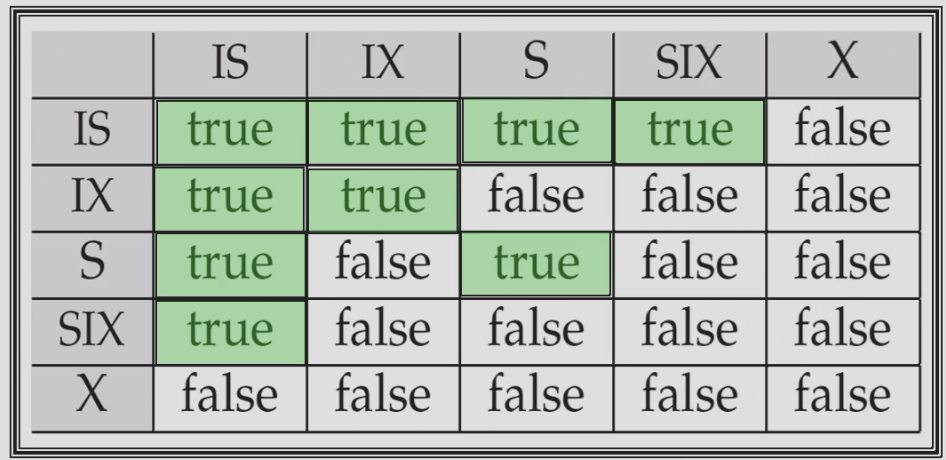 IS IX S SIX X
IS true true true true false
IX true true false false false
S true false true false false
SIX true false false false false
X false false false false false